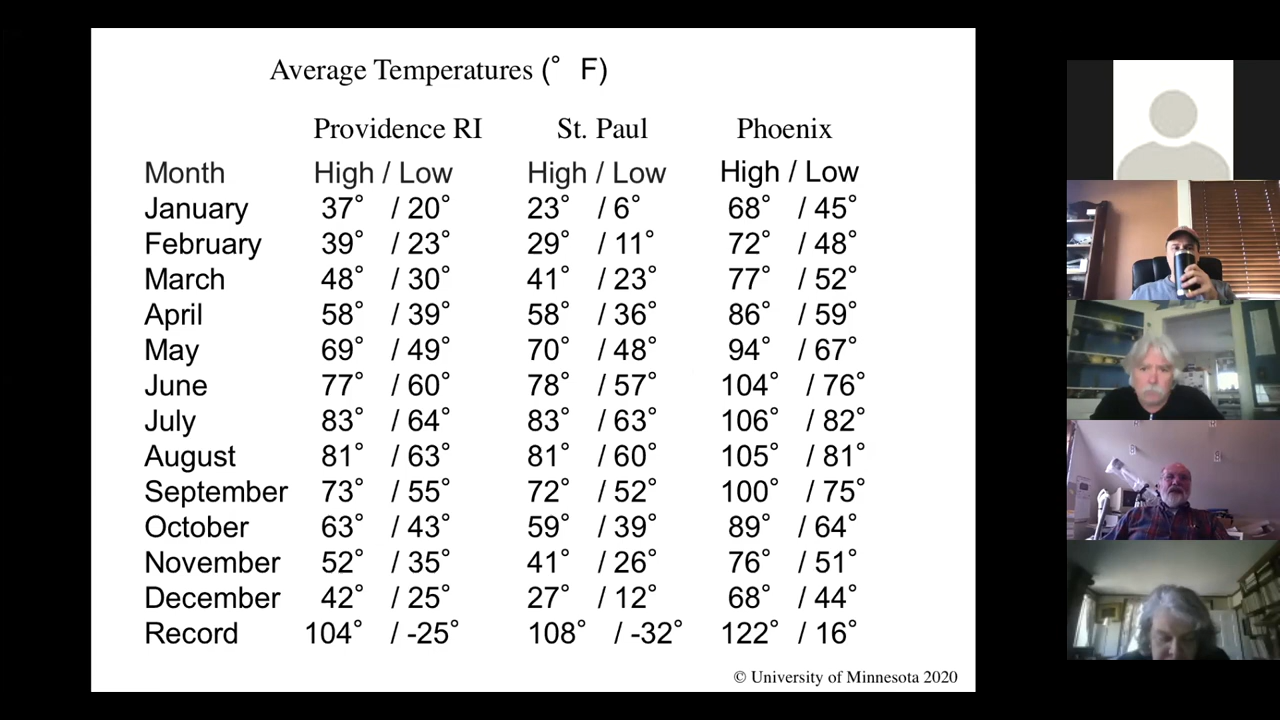 Average Temperatures (° F)
Providence RI St. Paul Phoenix
Month High / Low High / Low High / Low
January 37° / 20° 23° / 6° 68° / 45°
February 39° / 23° 29° / 11° 72° / 48°
March 48° / 30° 41° / 23° 77° / 52°
April 58° / 39° 58° / 36° 86° / 59°
May 69° / 49° 70° / 48° 94° / 67°
June 77° / 60° 78° / 57° 104° / 76°
July 83° / 64° 83° / 63° 106° / 82°
August 81° / 63° 81° / 60° 105° / 81°
September 73° / 55° 72° / 52° 100° / 75°
October 63° / 43° 59° / 39° 89° / 64°
November 52° / 35° 41° / 26° 76° / 51°
December 42° / 25° 27° / 12° 68° / 44°
Record 104° / -25° 108° / -32° 122° / 16°
© University of Minnesota 2020